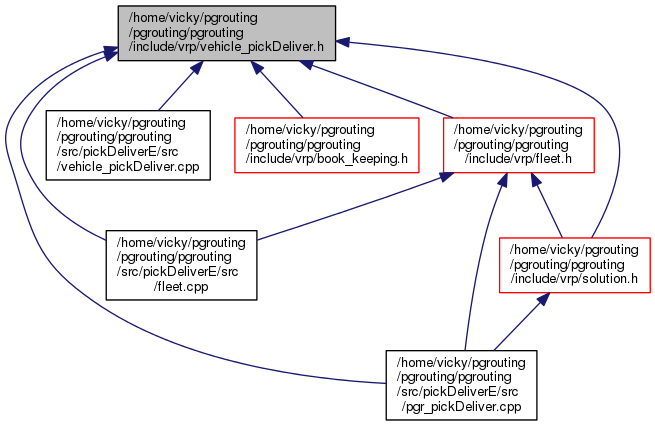 /home/vicky/pgrouting
/pgrouting/pgrouting
/include/vrp/vehicle_pickDeliver.h
/home/vicky/pgrouting
/pgrouting/pgrouting
/src/pickDeliverE/src
/vehicle_pickDeliver.cpp
/home/vicky/pgrouting
/pgrouting/pgrouting
/include/vrp/book_keeping.h
/home/vicky/pgrouting
/pgrouting/pgrouting
/include/vrp/fleet.h
/home/vicky/pgrouting
/pgrouting/pgrouting
/src/pickDeliverE/src
/fleet.cpp
/home/vicky/pgrouting
/pgrouting/pgrouting
/include/vrp/solution.h
/home/vicky/pgrouting
/pgrouting/pgrouting
/src/pickDeliverE/src
/pgr_pickDeliver.cpp